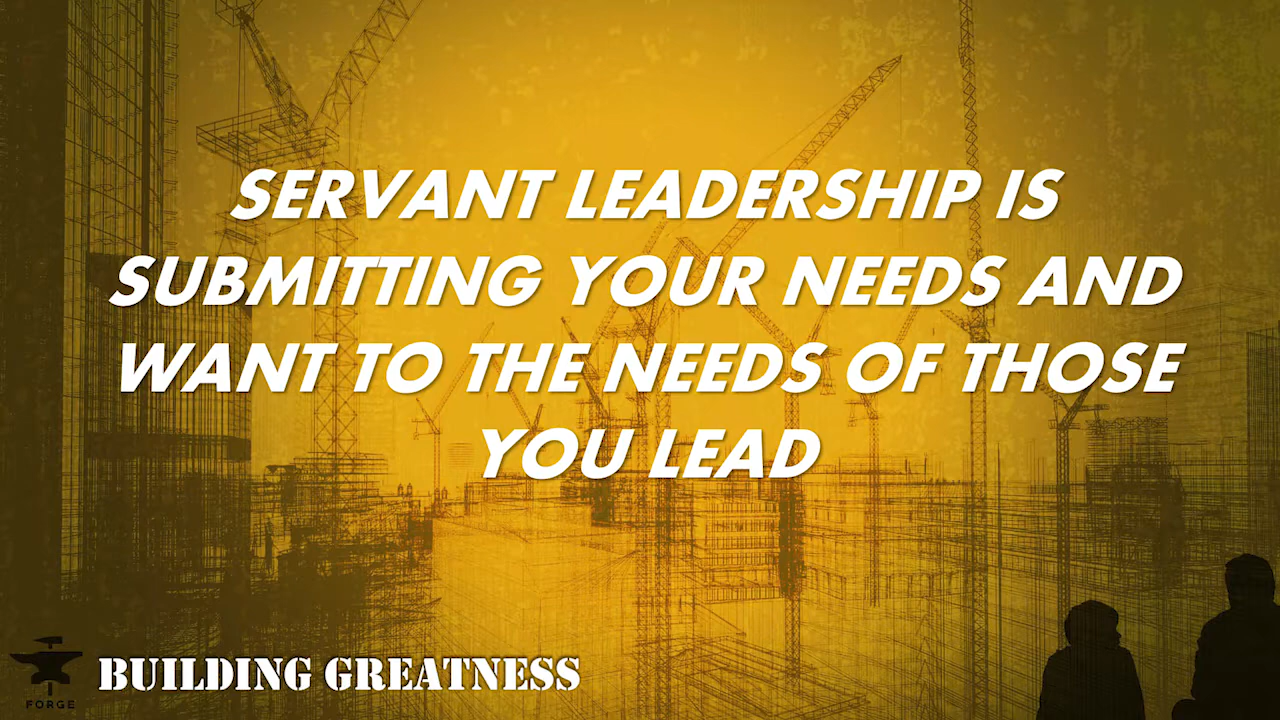 SERVANT LEADERSHIP IS
SUBMITTING YOUR NEEDS AND
WANT TO THE NEEDS OF THOSE
YOU LEAD
BUILDING GREATNESS
FORGE